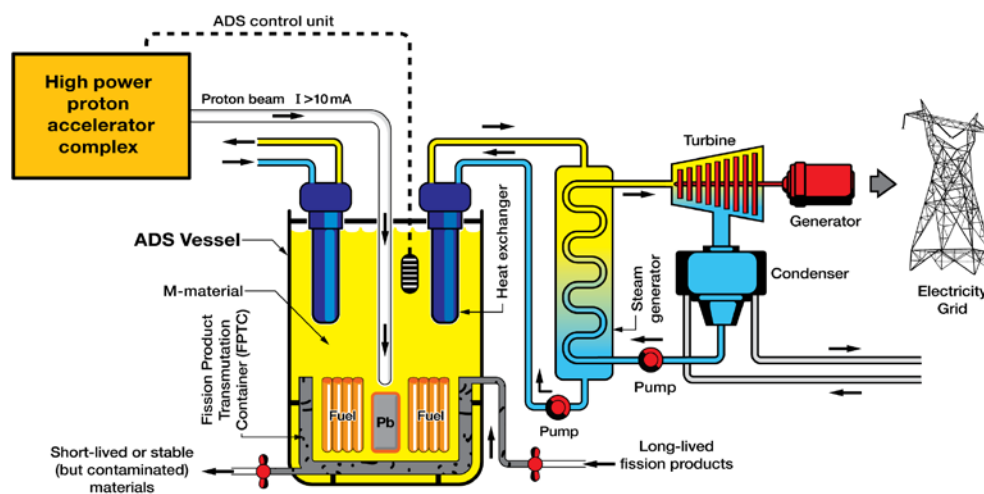 ADS control unit
High power
proton
accelerator
complex
Proton beam I >10 mA
Turbine
Generator
ADS Vessel
Heat exchanger
Steam
generator
Condenser
Electricity
Grid
M-material
Fission Product
Transmutation
Container (FPTC)
Fuel
Pb
Fuel
Pump
Pump
Short-lived or stable
(but contaminated)
materials
Long-lived
fission products